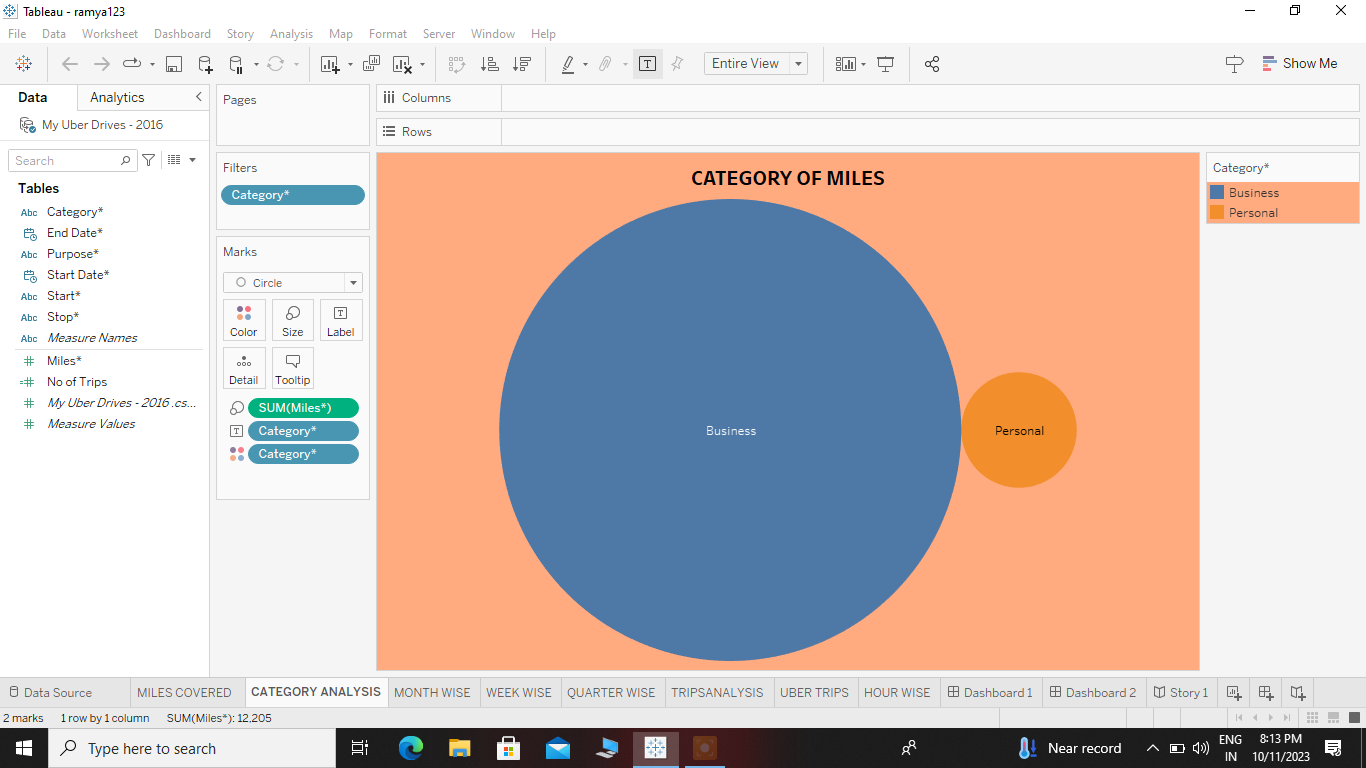 Tableau - ramya123
File Data Worksheet Dashboard Story Analysis Map Format Server Window Help
Entire View
Show Me
Data Analytics
My Uber Drives - 2016
Search
Tables
Abc Category*
End Date*
Abc Purpose*
Start Date*
Abc Start*
Abc Stop*
Abc Measure Names
Miles*
No of Trips
My Uber Drives - 2016 .cs...
Measure Values
Pages
Filters
Category*
Marks
Circle
Color Size Label
Detail Tooltip
SUM(Miles*)
Category*
Category*
Columns
Rows
CATEGORY OF MILES
Business
Personal
Category*
Business
Personal
Data Source MILES COVERED CATEGORY ANALYSIS MONTH WISE WEEK WISE QUARTER WISE TRIPSANALYSIS UBER TRIPS HOUR WISE Dashboard 1 Dashboard 2 Story 1
2 marks 1 row by 1 column SUM(Miles*): 12,205
Type here to search
Near record
ENG
IN
8:13 PM
10/11/2023